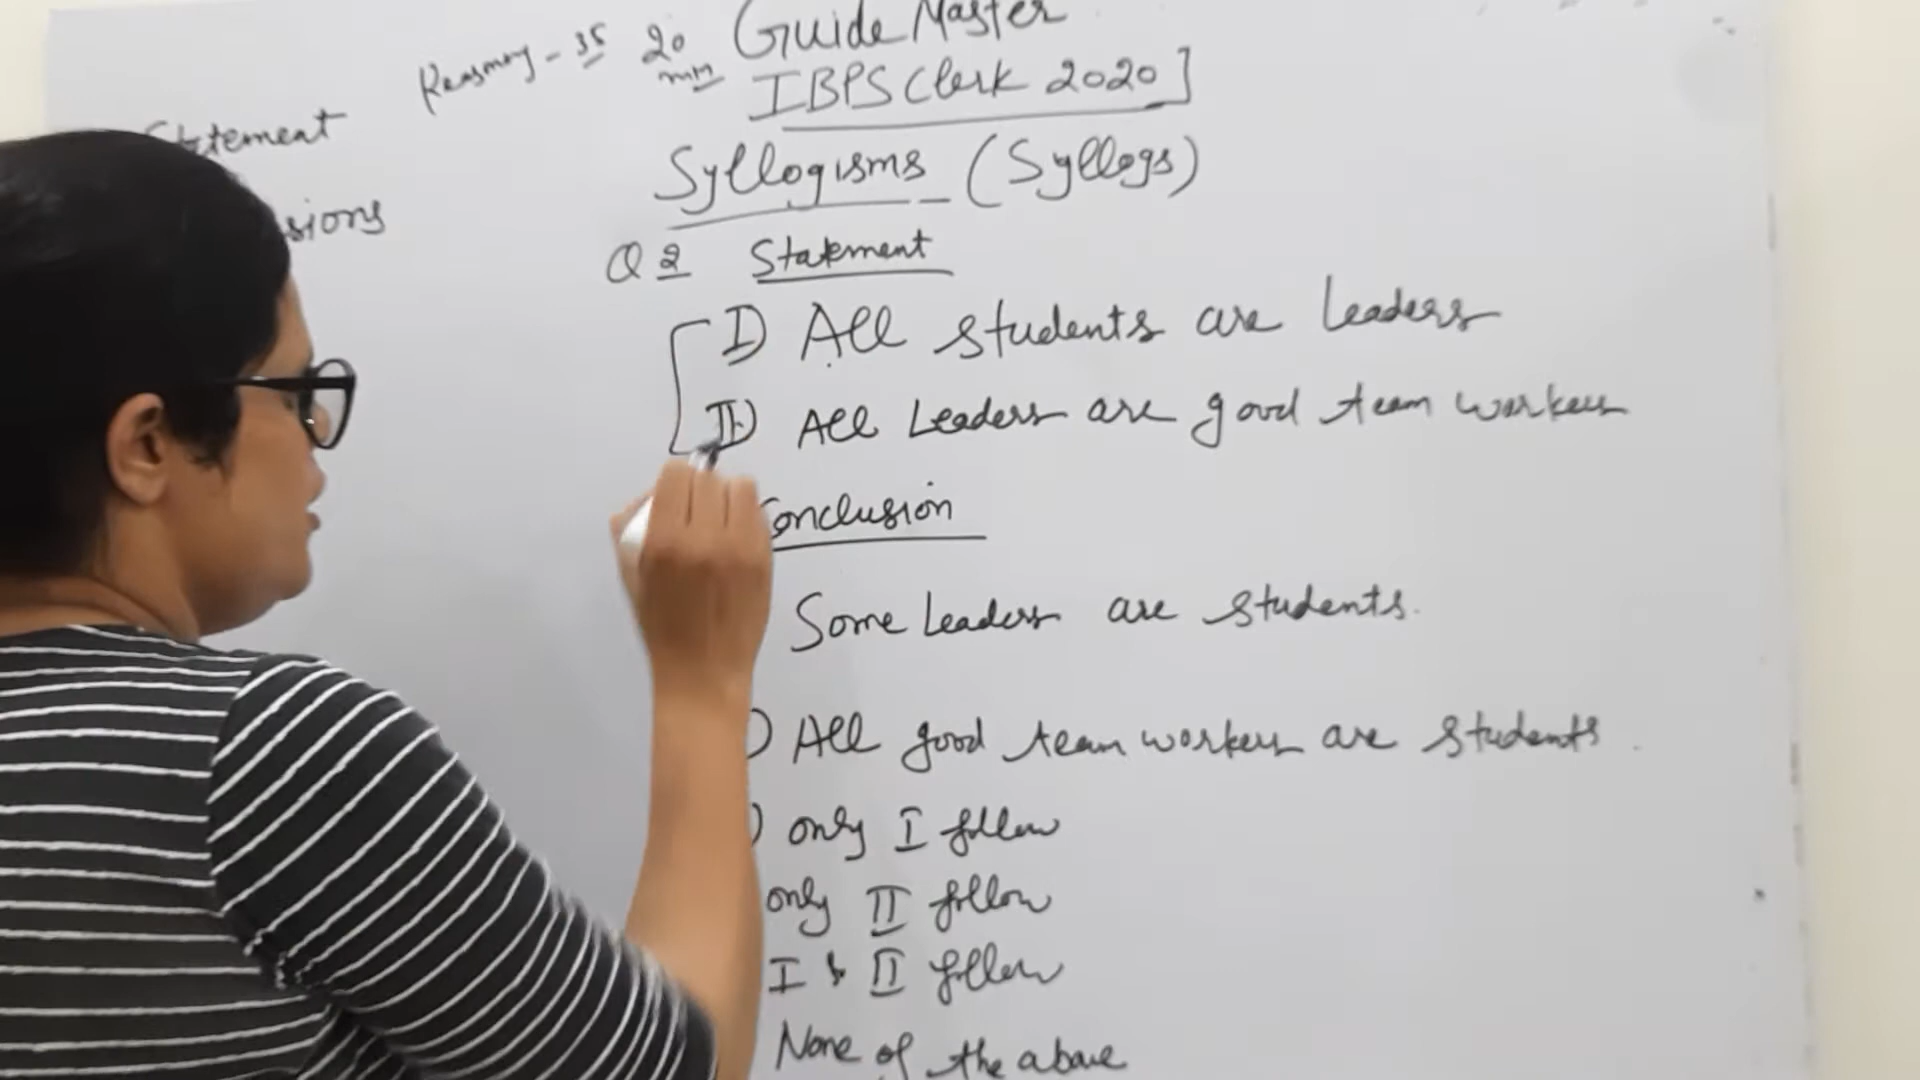 Reasning - 35 20 min
Guide Master
IBPS Clerk 2020]
Statement
sions
Syllogisms (Syllogs)
Q 2 Statement
I) All students are leaders
II) All Leaders are good team workers
Conclusion
Some leaders are students.
) All good team workers are students.
) only I follow
only II follow
I & II follow
None of the above